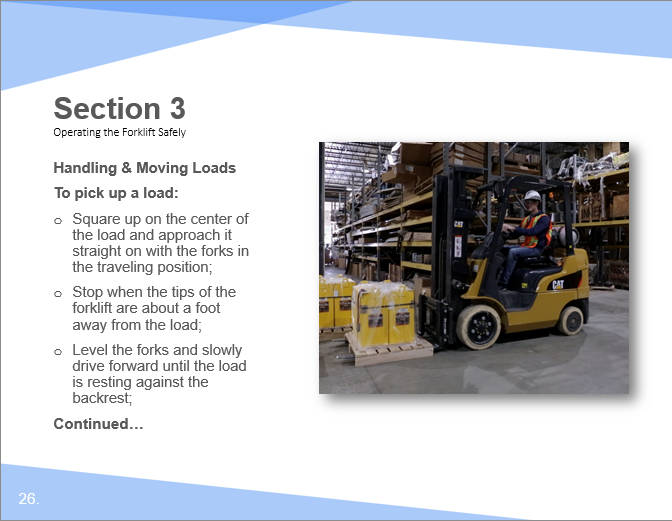 Section 3
Operating the Forklift Safely
Handling & Moving Loads
To pick up a load:
o Square up on the center of
the load and approach it
straight on with the forks in
the traveling position;
o Stop when the tips of the
forklift are about a foot
away from the load;
o Level the forks and slowly
drive forward until the load
is resting against the
backrest;
Continued…
CAT
CAT
26.